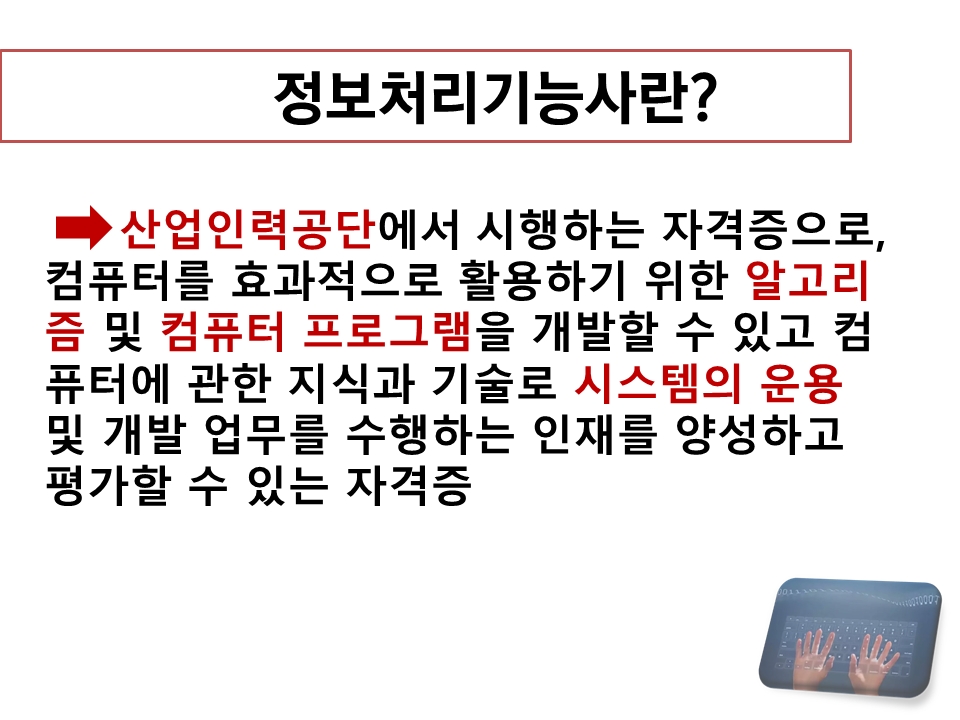 정보처리기능사란?
산업인력공단에서 시행하는 자격증으로,
컴퓨터를 효과적으로 활용하기 위한 알고리
즘 및 컴퓨터 프로그램을 개발할 수 있고 컴
퓨터에 관한 지식과 기술로 시스템의 운용
및 개발 업무를 수행하는 인재를 양성하고
평가할 수 있는 자격증